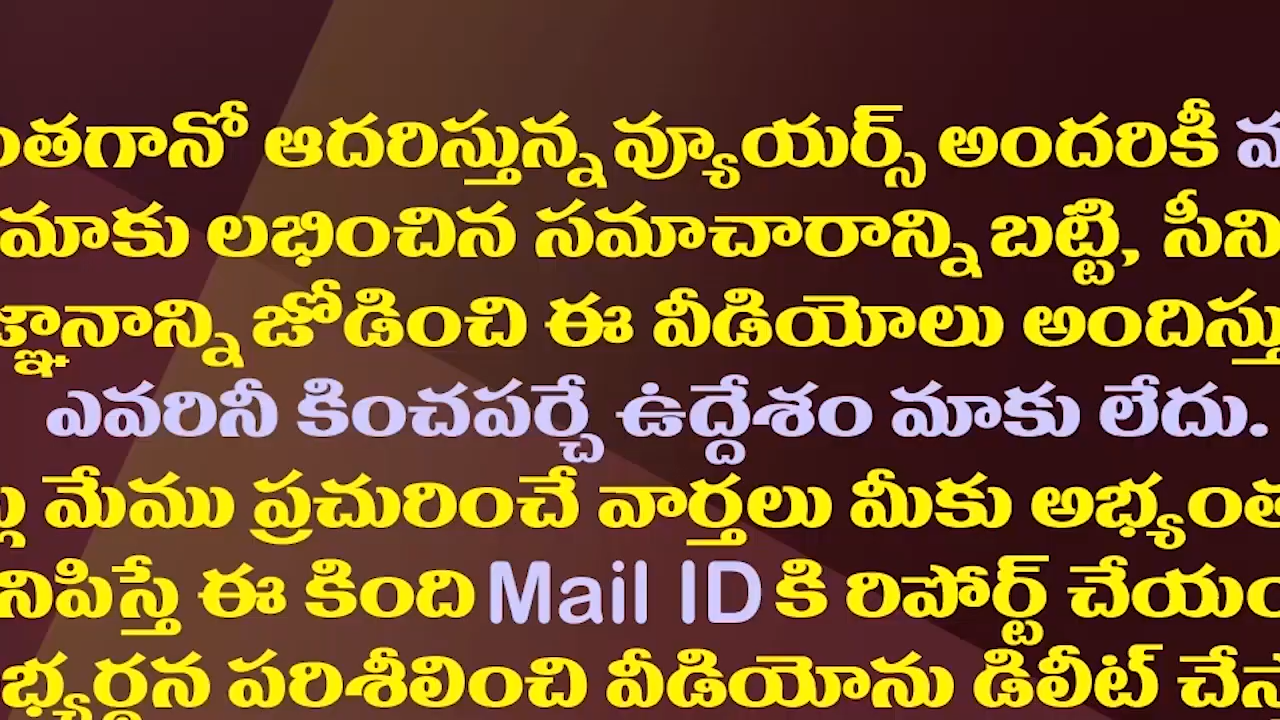 ంతగానో ఆదరిస్తున్న వ్యూయర్స్ అందరికీ
మాకు లభించిన సమాచారాన్ని బట్టి, సీని
జ్ఞానాన్ని జోడించి ఈ వీడియోలు అందిస్తు
ఎవరినీ కించపర్చే ఉద్దేశం మాకు లేదు.
మేము ప్రచురించే వార్తలు మీకు అభ్యంత
నిపిస్తే ఈ కింది Mail ID కి రిపోర్ట్ చేయం
భ్యర్థన పరిశీలించి వీడియోను డిలీట్ చేస